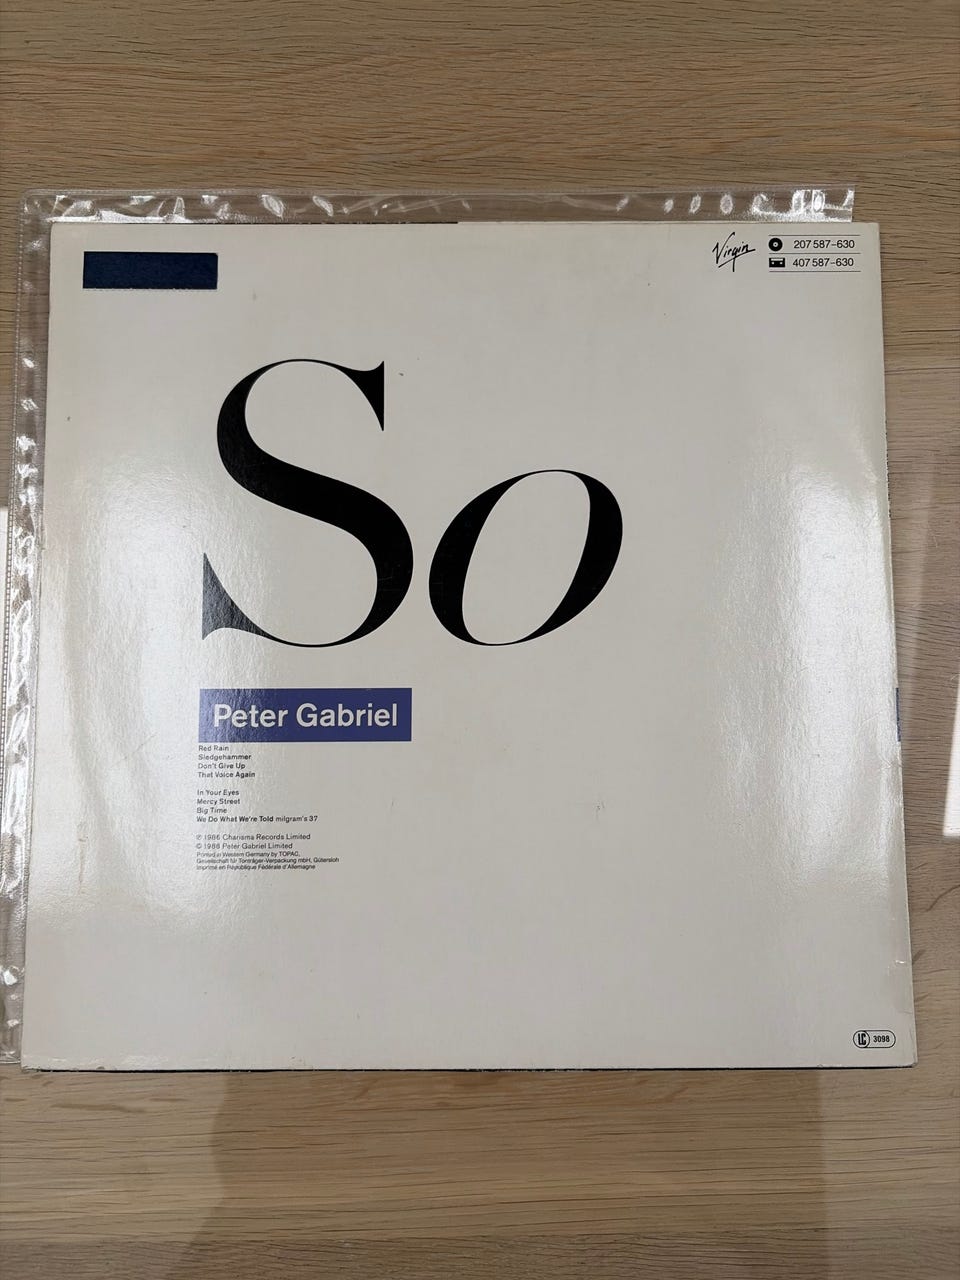 Virgin
207 587-630
407 587-630
So
Peter Gabriel
Red Rain
Sledgehammer
Don't Give Up
That Voice Again
In Your Eyes
Mercy Street
Big Time
We Do What We're Told milgram's 37
℗ 1986 Charisma Records Limited
© 1986 Peter Gabriel Limited
Printed in Western Germany by TOPAC,
Gesellschaft für Tonträger-Verpackung mbH, Gütersloh
Imprimé en République Fédérale d'Allemagne
LC 3098